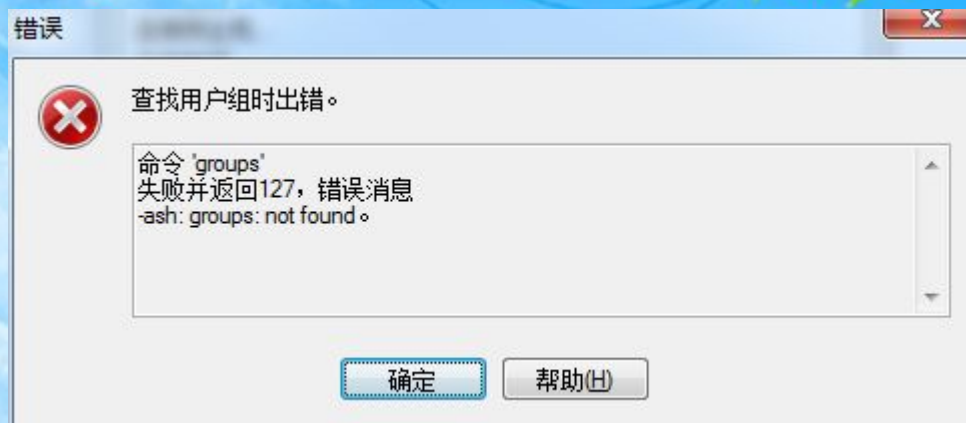 错误
查找用户组时出错。
命令 'groups'
失败并返回127，错误消息
-ash: groups: not found。
确定
帮助(H)